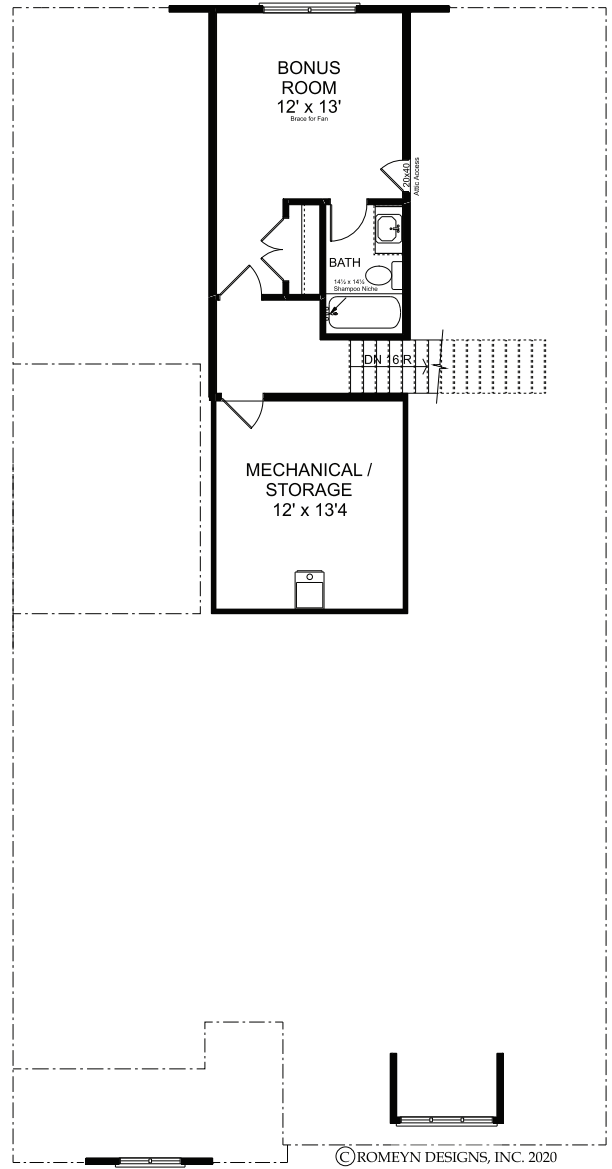 BONUS
ROOM
12' x 13'
Brace for Fan
20x40
Attic Access
BATH
14½ x 14½
Shampoo Niche
DN 16 R
MECHANICAL /
STORAGE
12' x 13'4
© ROMEYN DESIGNS, INC. 2020